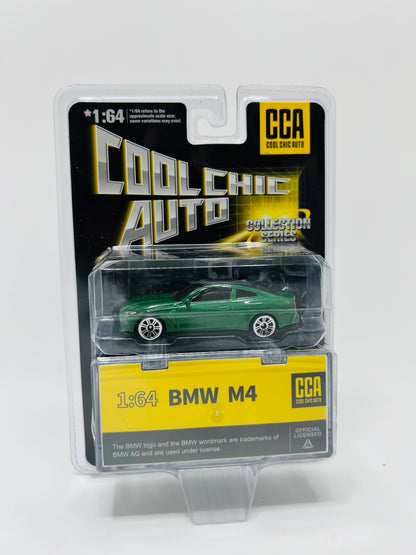 *1:64
*1/64 refers to the
approximate scale size;
some variations may exist.
CCA
COOL CHIC AUTO
COOL CHIC
AUTO
COLLECTION
SERIES
1:64 BMW M4
CCA
COOL CHIC AUTO
The BMW logo and the BMW wordmark are trademarks of
BMW AG and are used under license.
OFFICIAL
LICENSED